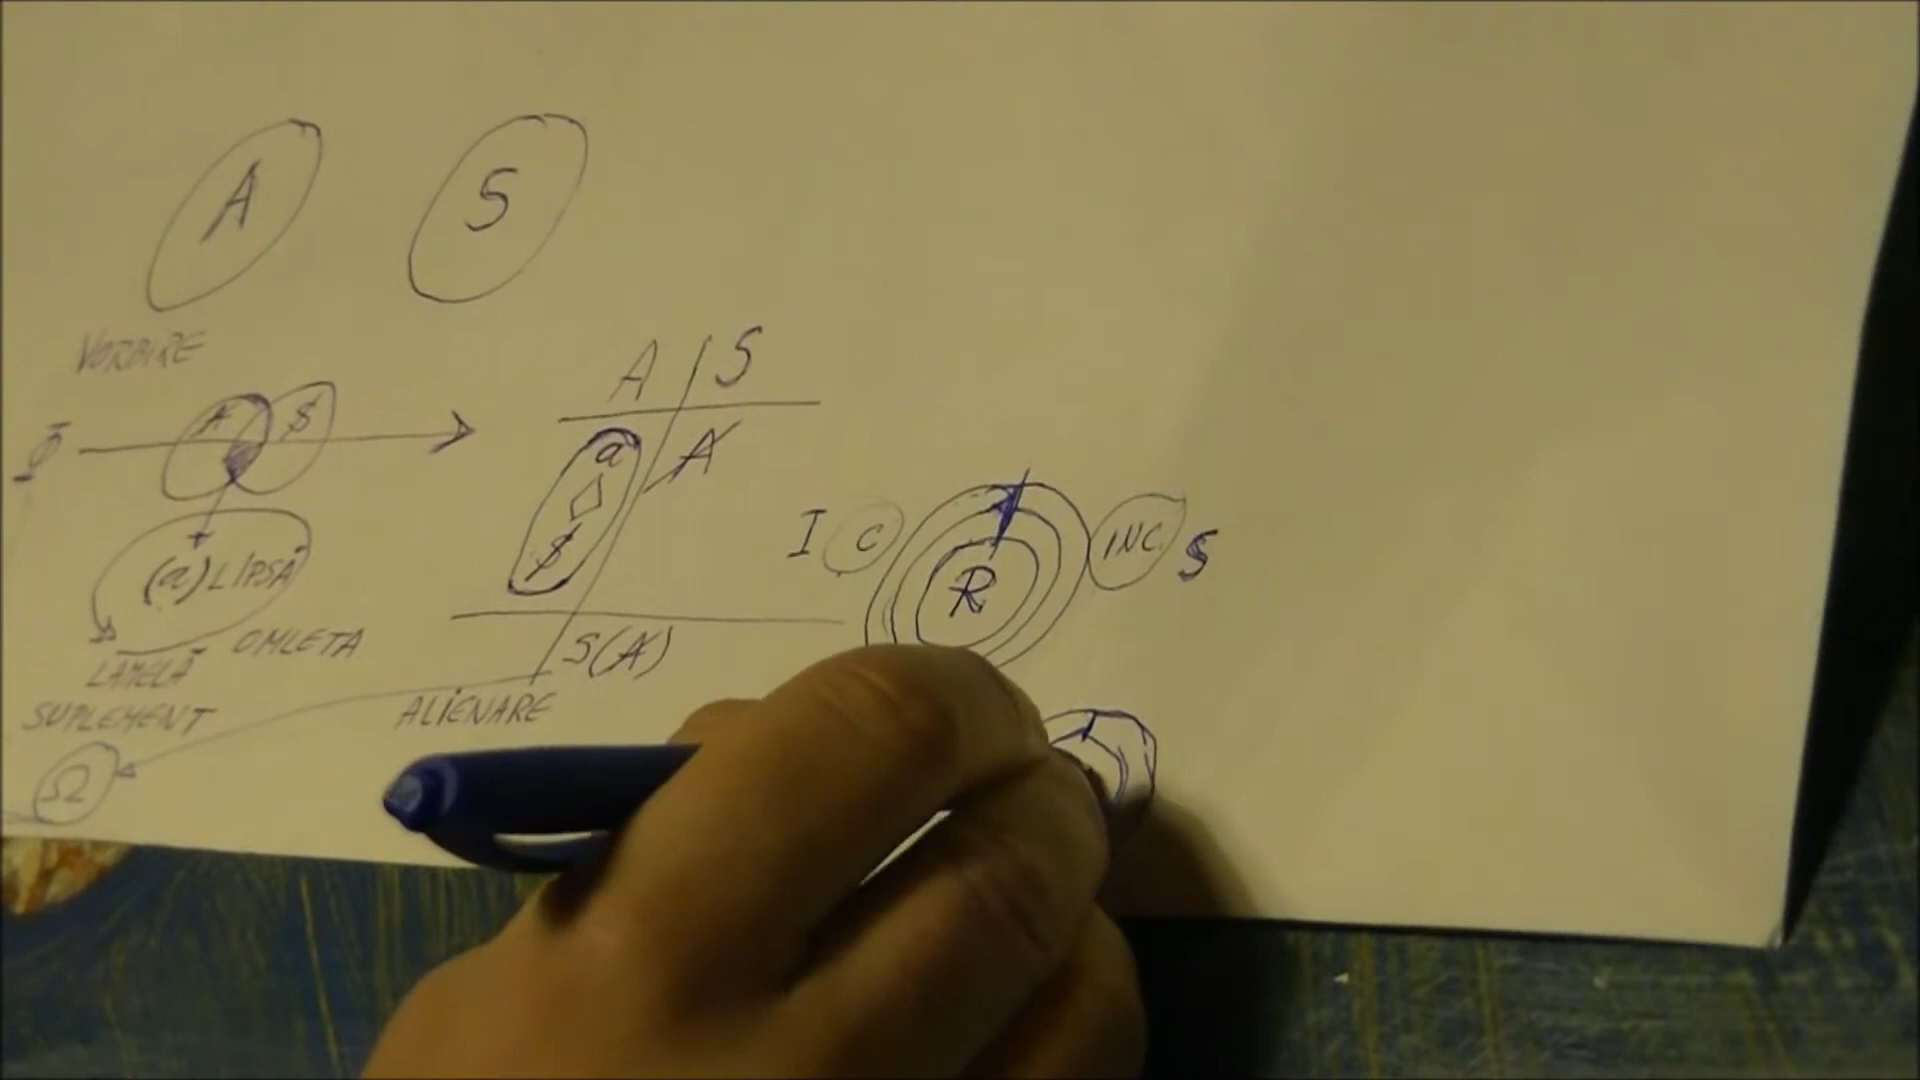 A S
VORBIRE
A S
Φ A $
a A̸
◊
$
I C R INC S
(a) LIPSĂ
OMLETA
LAMELĂ
S(A̸)
SUPLEMENT
ALIENARE
Ω